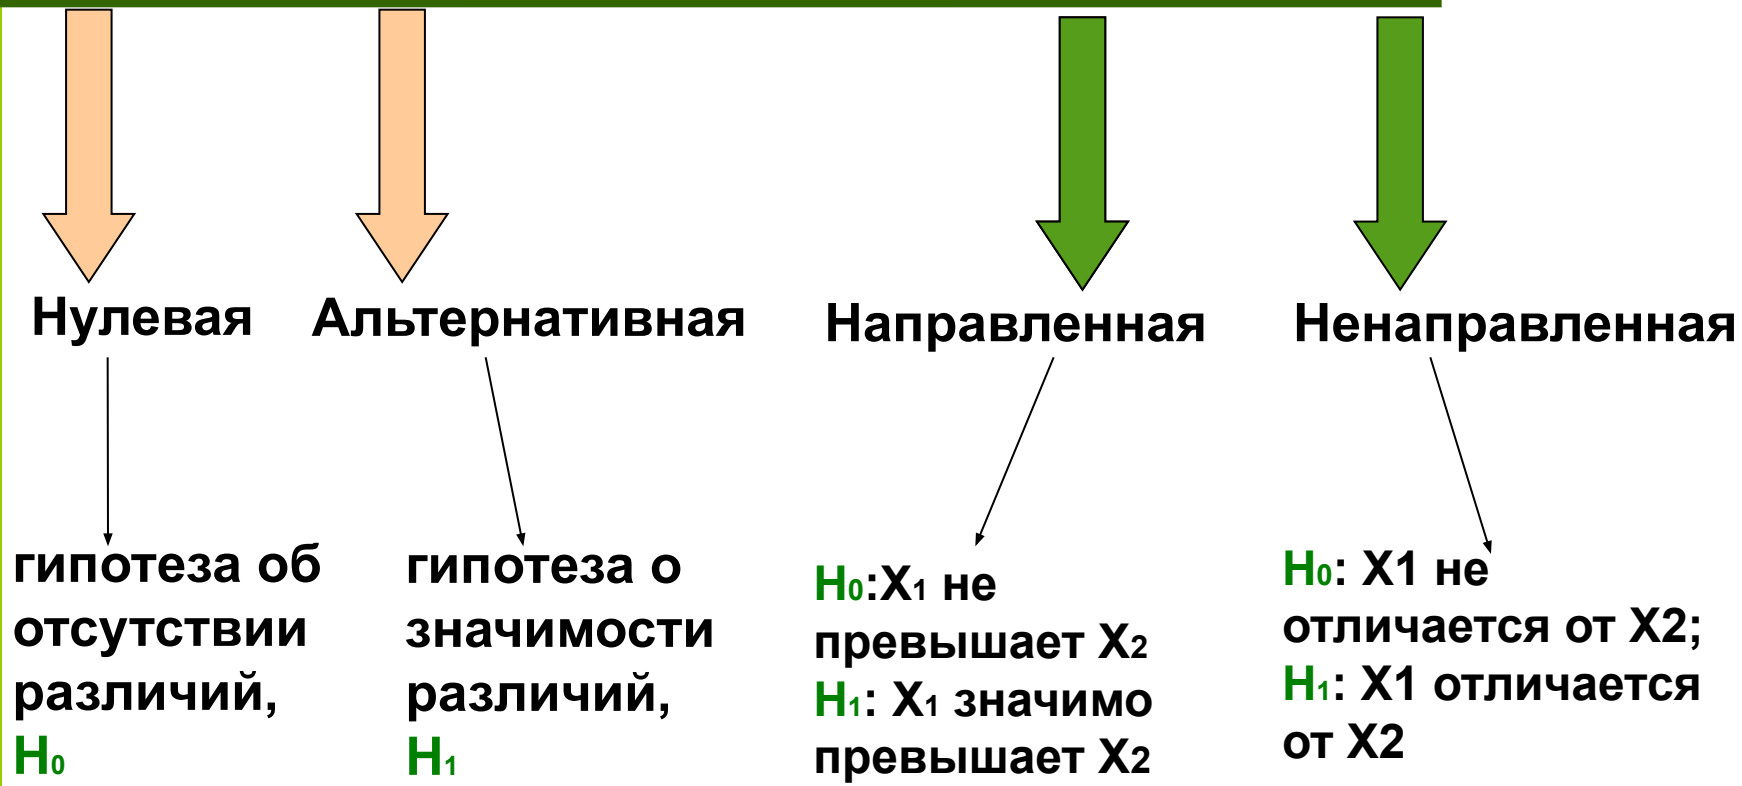 Нулевая
Альтернативная
Направленная
Ненаправленная
гипотеза об
отсутствии
различий,
H₀
гипотеза о
значимости
различий,
H₁
H₀:X₁ не
превышает X₂
H₁: X₁ значимо
превышает X₂
H₀: X1 не
отличается от X2;
H₁: X1 отличается
от X2